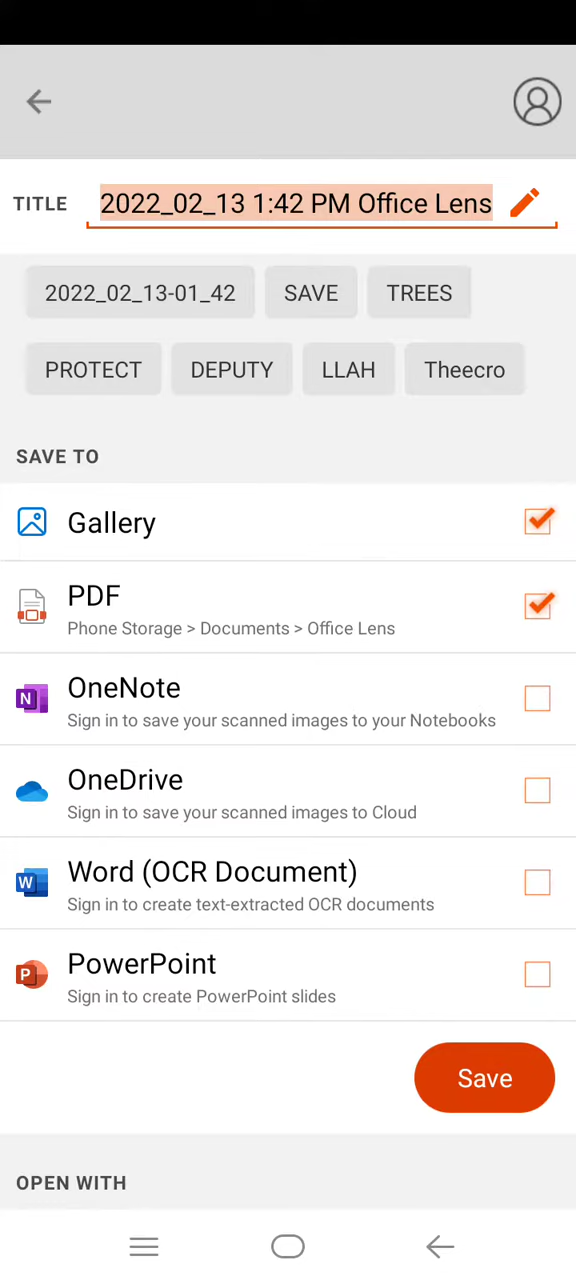 TITLE 2022_02_13 1:42 PM Office Lens
2022_02_13-01_42 SAVE TREES
PROTECT DEPUTY LLAH Theecro
SAVE TO
Gallery
PDF
Phone Storage > Documents > Office Lens
N OneNote
Sign in to save your scanned images to your Notebooks
OneDrive
Sign in to save your scanned images to Cloud
W Word (OCR Document)
Sign in to create text-extracted OCR documents
P PowerPoint
Sign in to create PowerPoint slides
Save
OPEN WITH